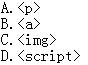 A. <p>
B. <a>
C. <img>
D. <script>